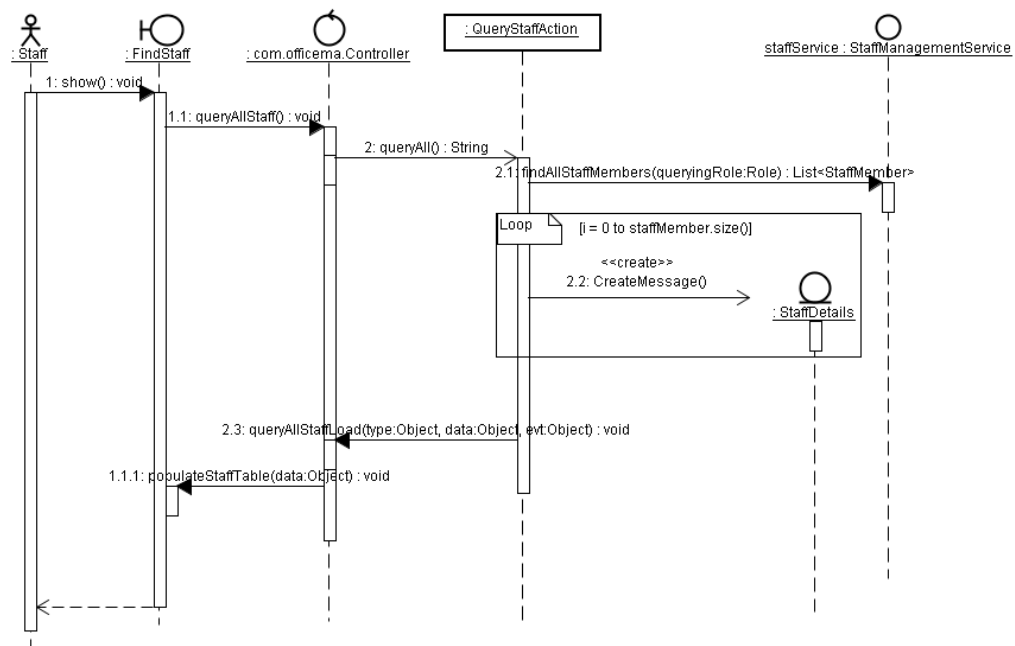 : Staff
: FindStaff
: com.officema.Controller
: QueryStaffAction
staffService : StaffManagementService
1: show() : void
1.1: queryAllStaff() : void
2: queryAll() : String
2.1: findAllStaffMembers(queryingRole:Role) : List<StaffMember>
Loop
[i = 0 to staffMember.size()]
<<create>>
2.2: CreateMessage()
: StaffDetails
2.3: queryAllStaffLoad(type:Object, data:Object, evt:Object) : void
1.1.1: populateStaffTable(data:Object) : void